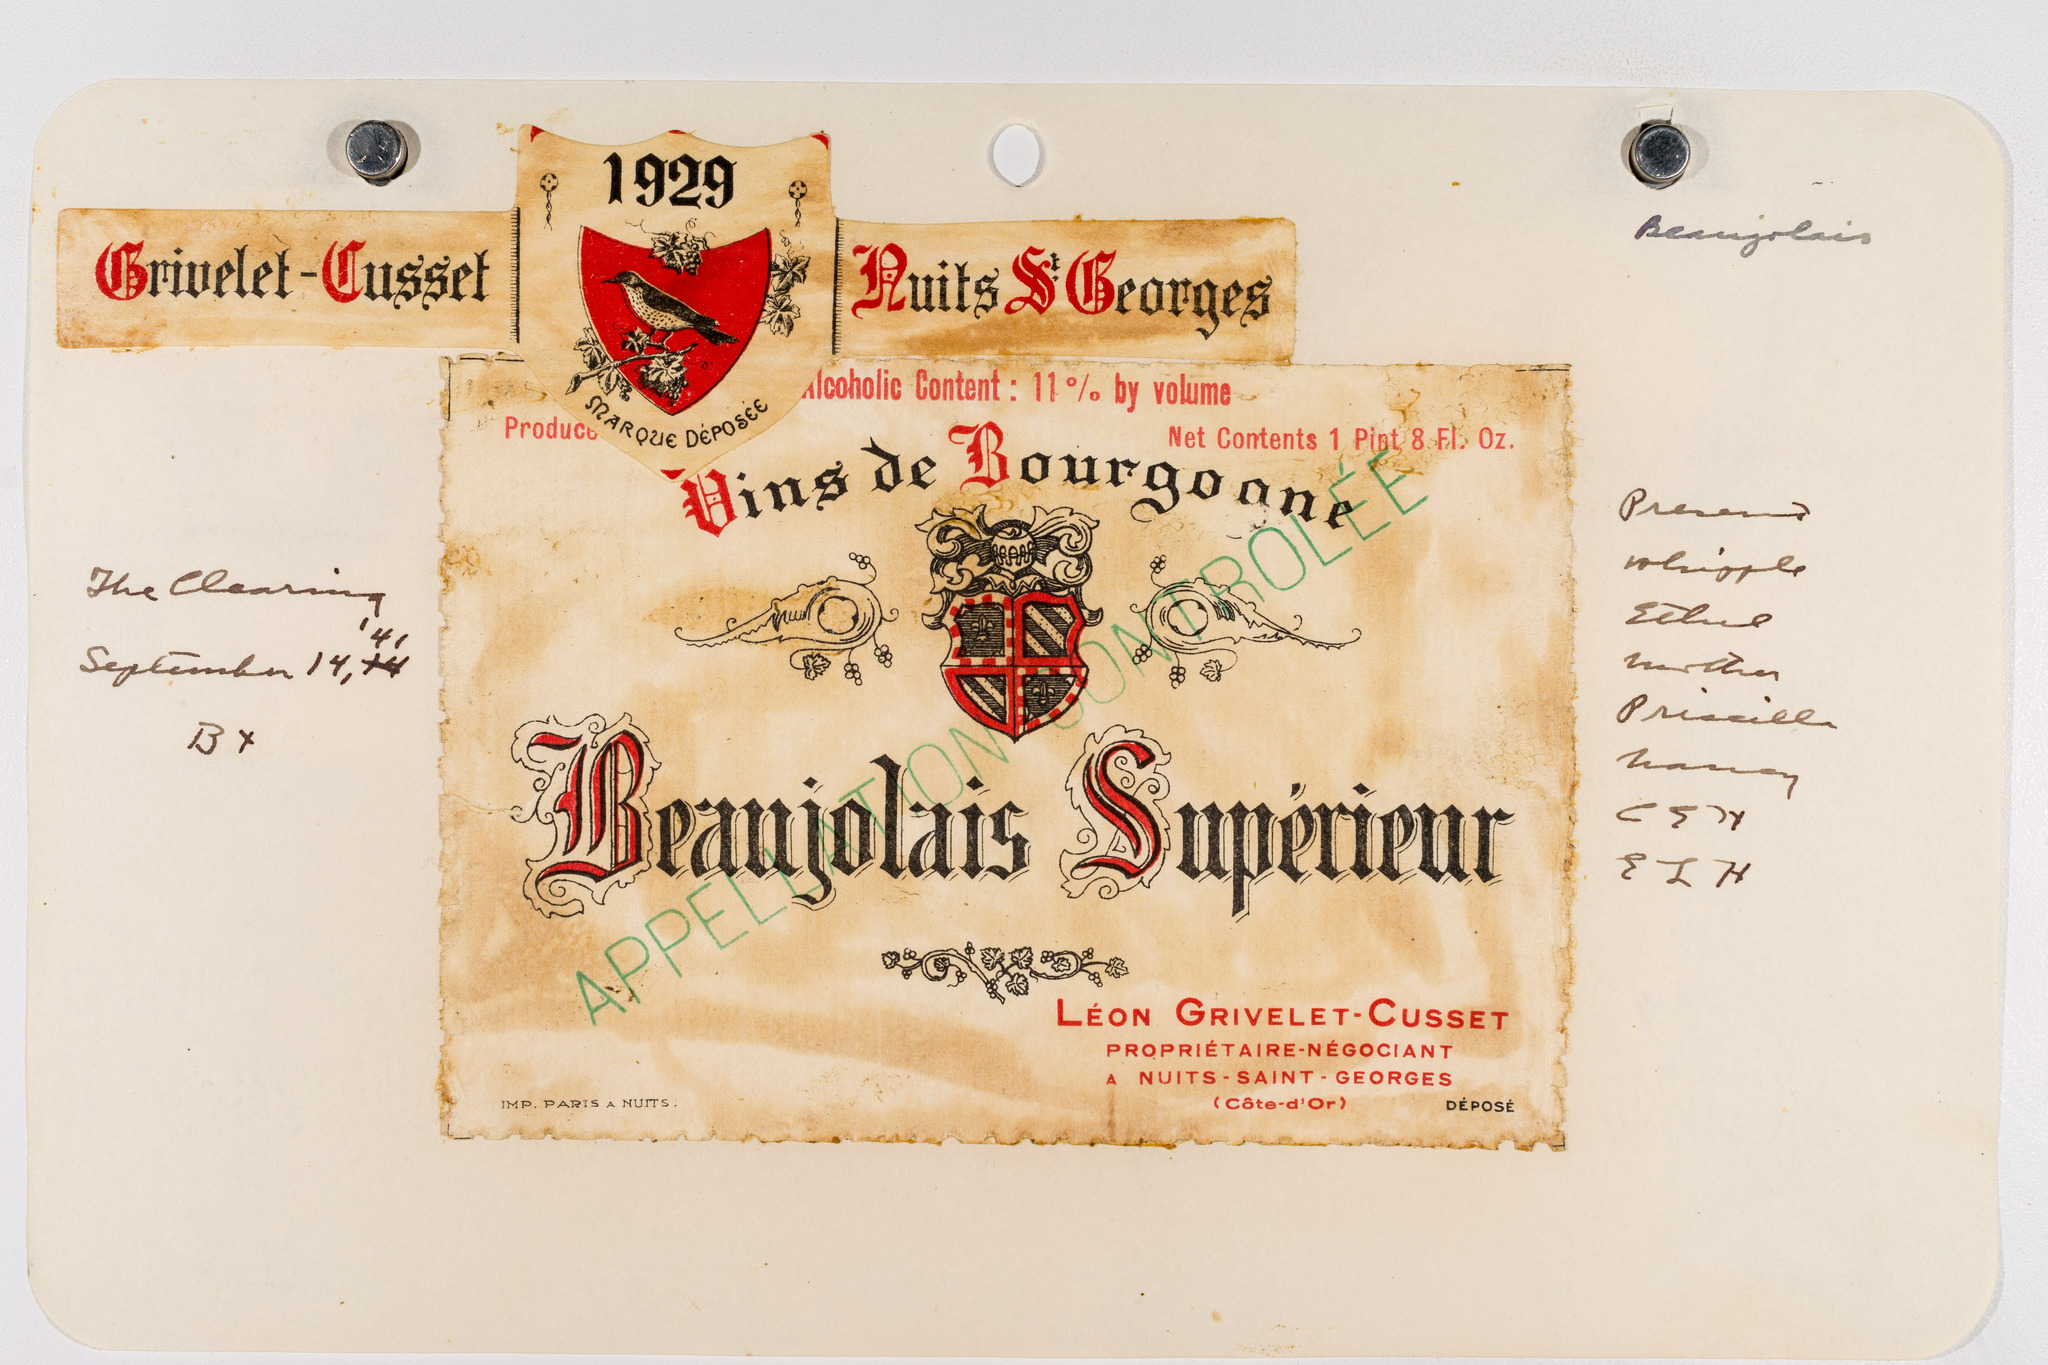 1929
Grivelet-Cusset
Nuits St. Georges
MARQUE DÉPOSÉE
Beaujolais
Alcoholic Content : 11 % by volume
Produce
Net Contents 1 Pint 8 Fl. Oz.
Vins de Bourgogne
APPELLATION CONTROLÉE
Beaujolais Supérieur
LÉON GRIVELET-CUSSET
PROPRIÉTAIRE-NÉGOCIANT
A NUITS-SAINT-GEORGES
(Côte-d'Or)
DÉPOSÉ
IMP. PARIS A NUITS.
The Clearing
'41,
September 14,
B+
Present
Whipple
Ethel
Mother
Priscilla
Nancy
C E H
E L H